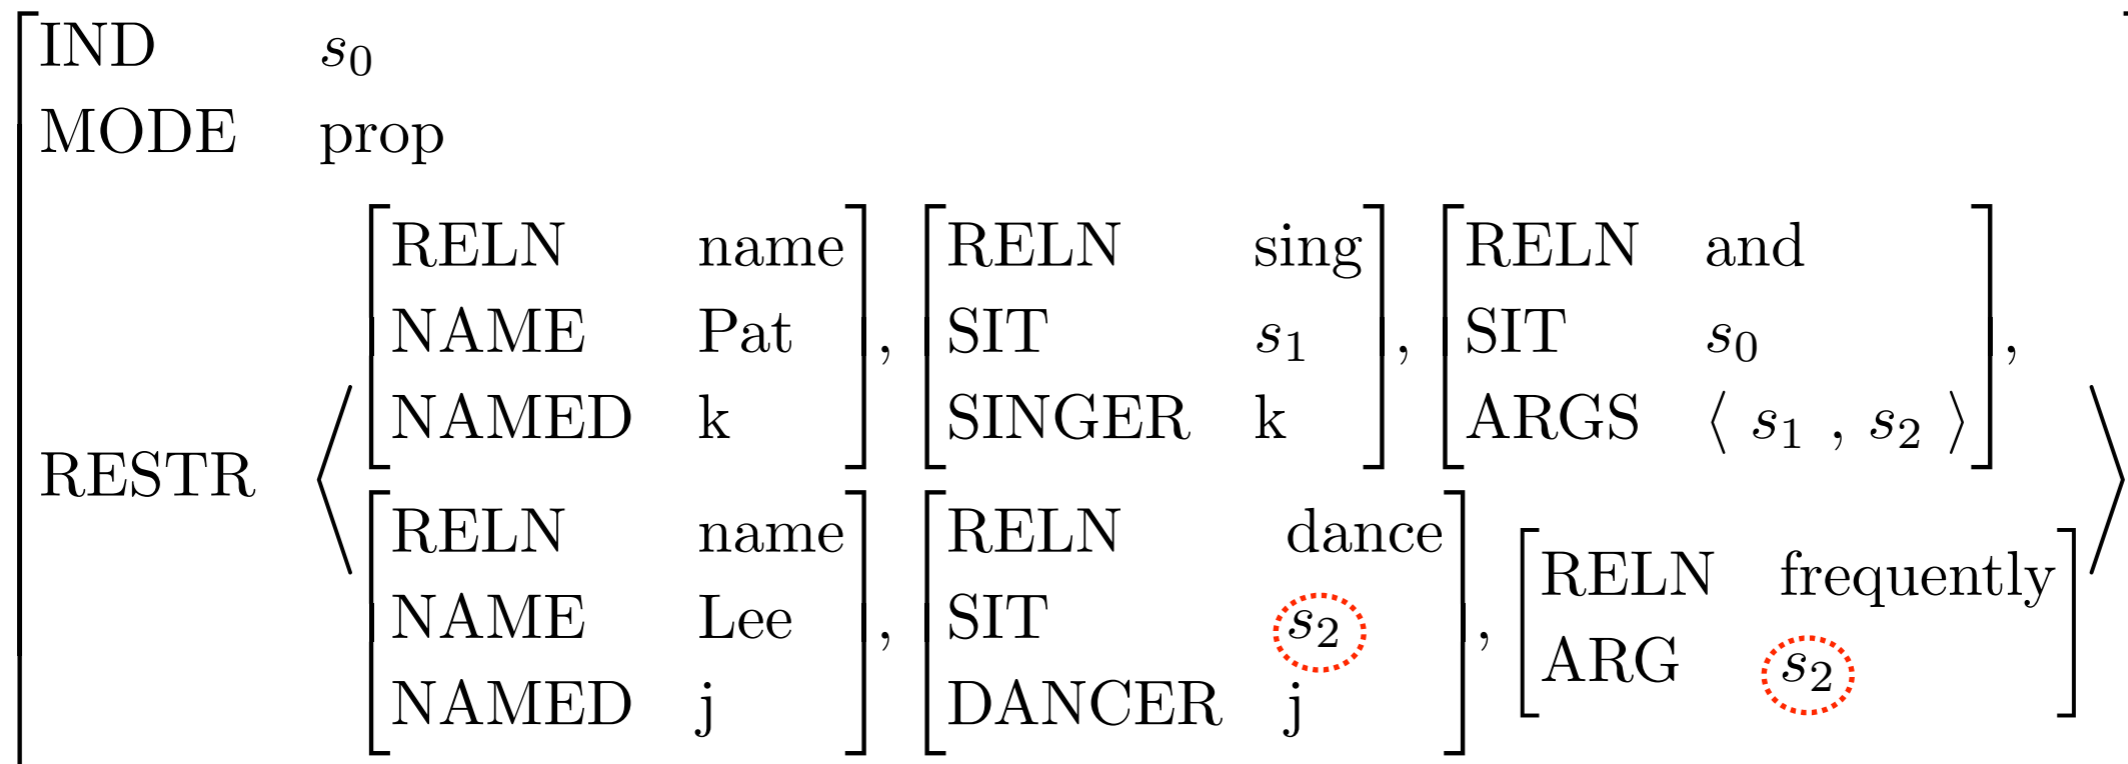 IND s₀
MODE prop
RESTR ⟨ [RELN name] , [RELN sing] , [RELN and] ,
NAME Pat SIT s₁ SIT s₀
NAMED k SINGER k ARGS ⟨ s₁ , s₂ ⟩
[RELN name] , [RELN dance] , [RELN frequently] ⟩
NAME Lee SIT s₂ ARG s₂
NAMED j DANCER j